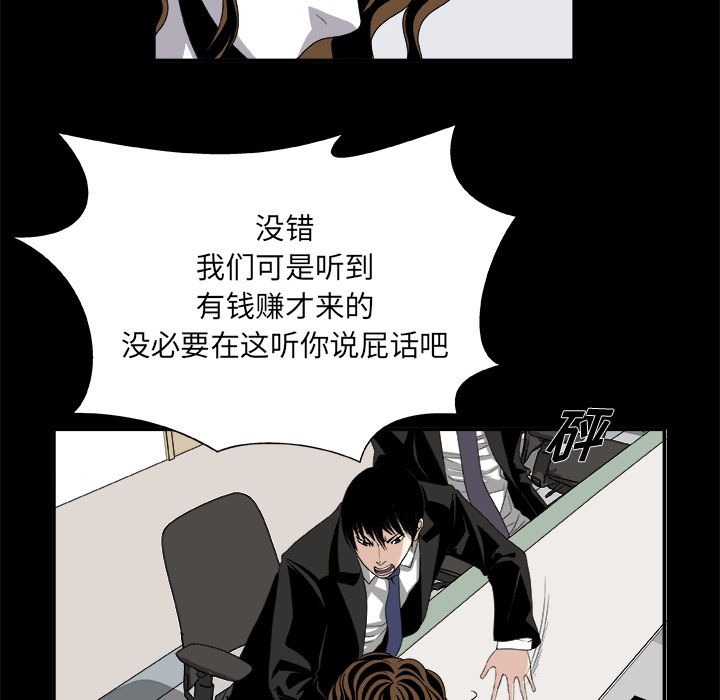 没错
我们可是听到
有钱赚才来的
没必要在这听你说屁话吧
砰